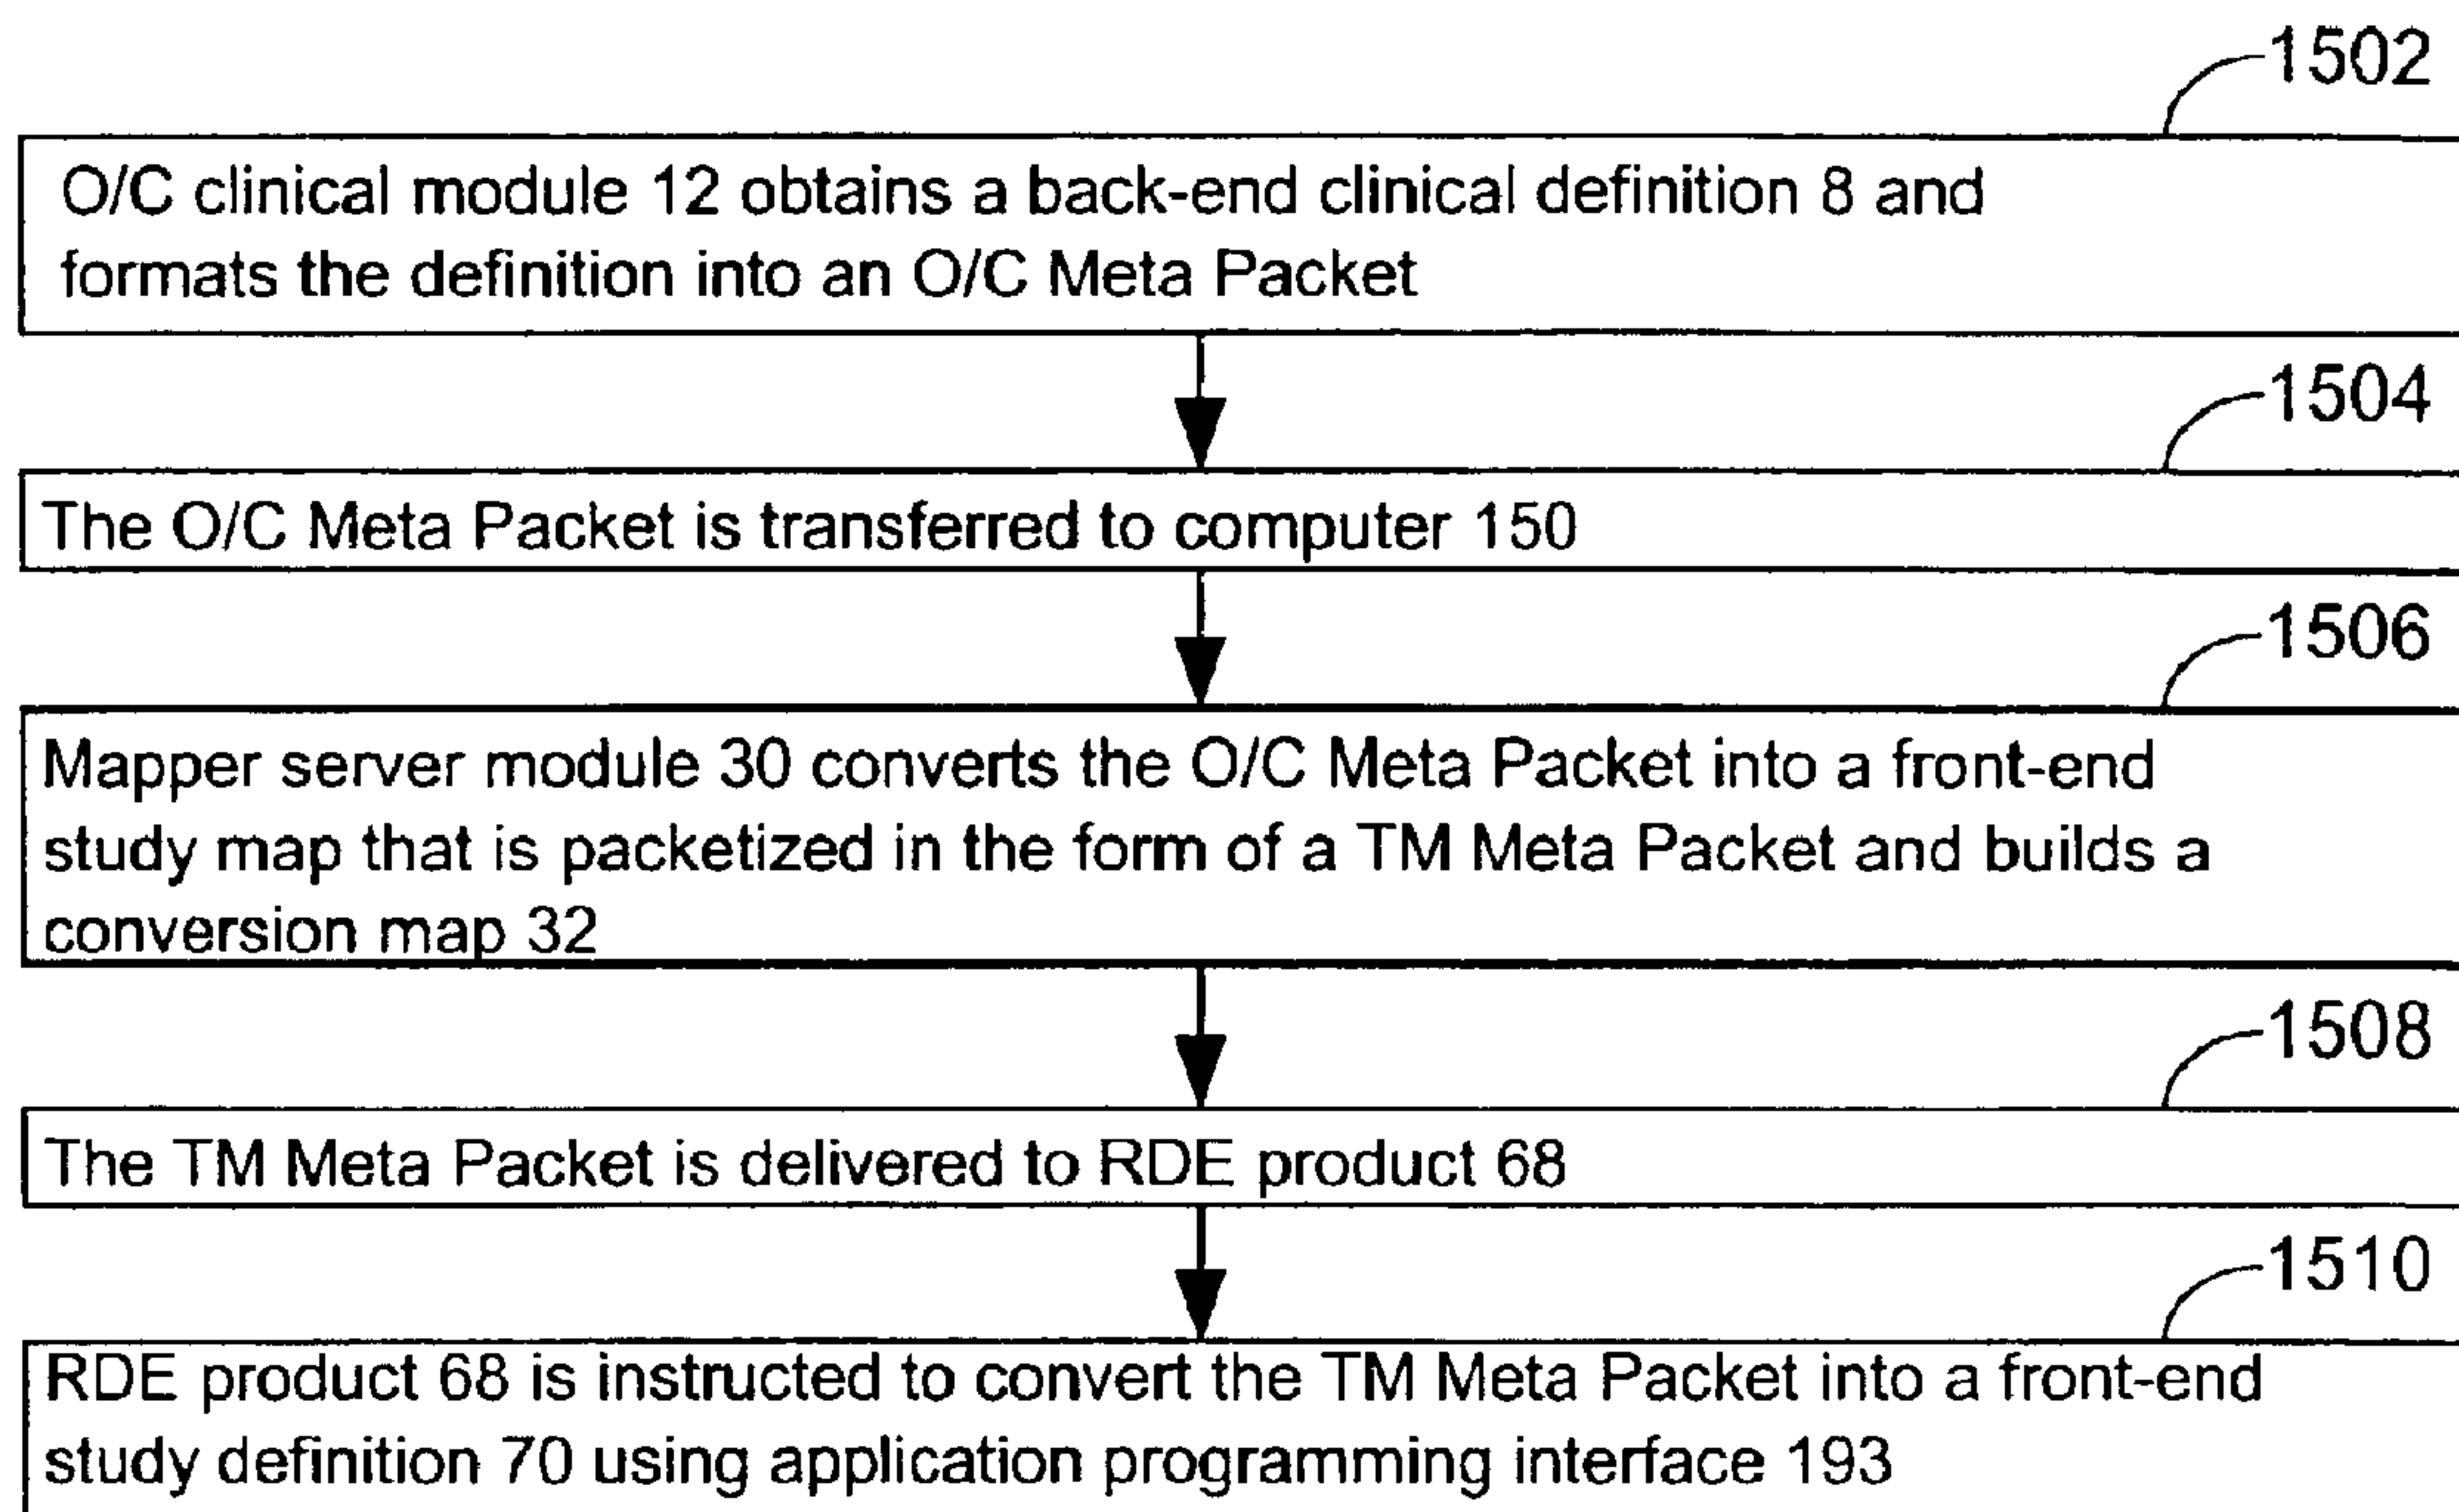 1502
O/C clinical module 12 obtains a back-end clinical definition 8 and
formats the definition into an O/C Meta Packet
1504
The O/C Meta Packet is transferred to computer 150
1506
Mapper server module 30 converts the O/C Meta Packet into a front-end
study map that is packetized in the form of a TM Meta Packet and builds a
conversion map 32
1508
The TM Meta Packet is delivered to RDE product 68
1510
RDE product 68 is instructed to convert the TM Meta Packet into a front-end
study definition 70 using application programming interface 193